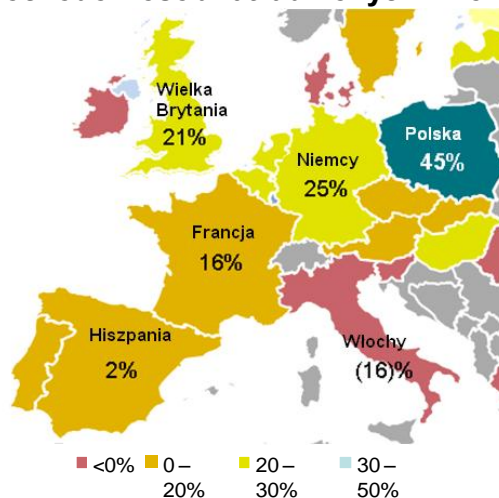 Wielka
Brytania
21%
Polska
45%
Niemcy
25%
Francja
16%
Hiszpania
2%
Włochy
(16)%
<0%
0 –
20%
20 –
30%
30 –
50%